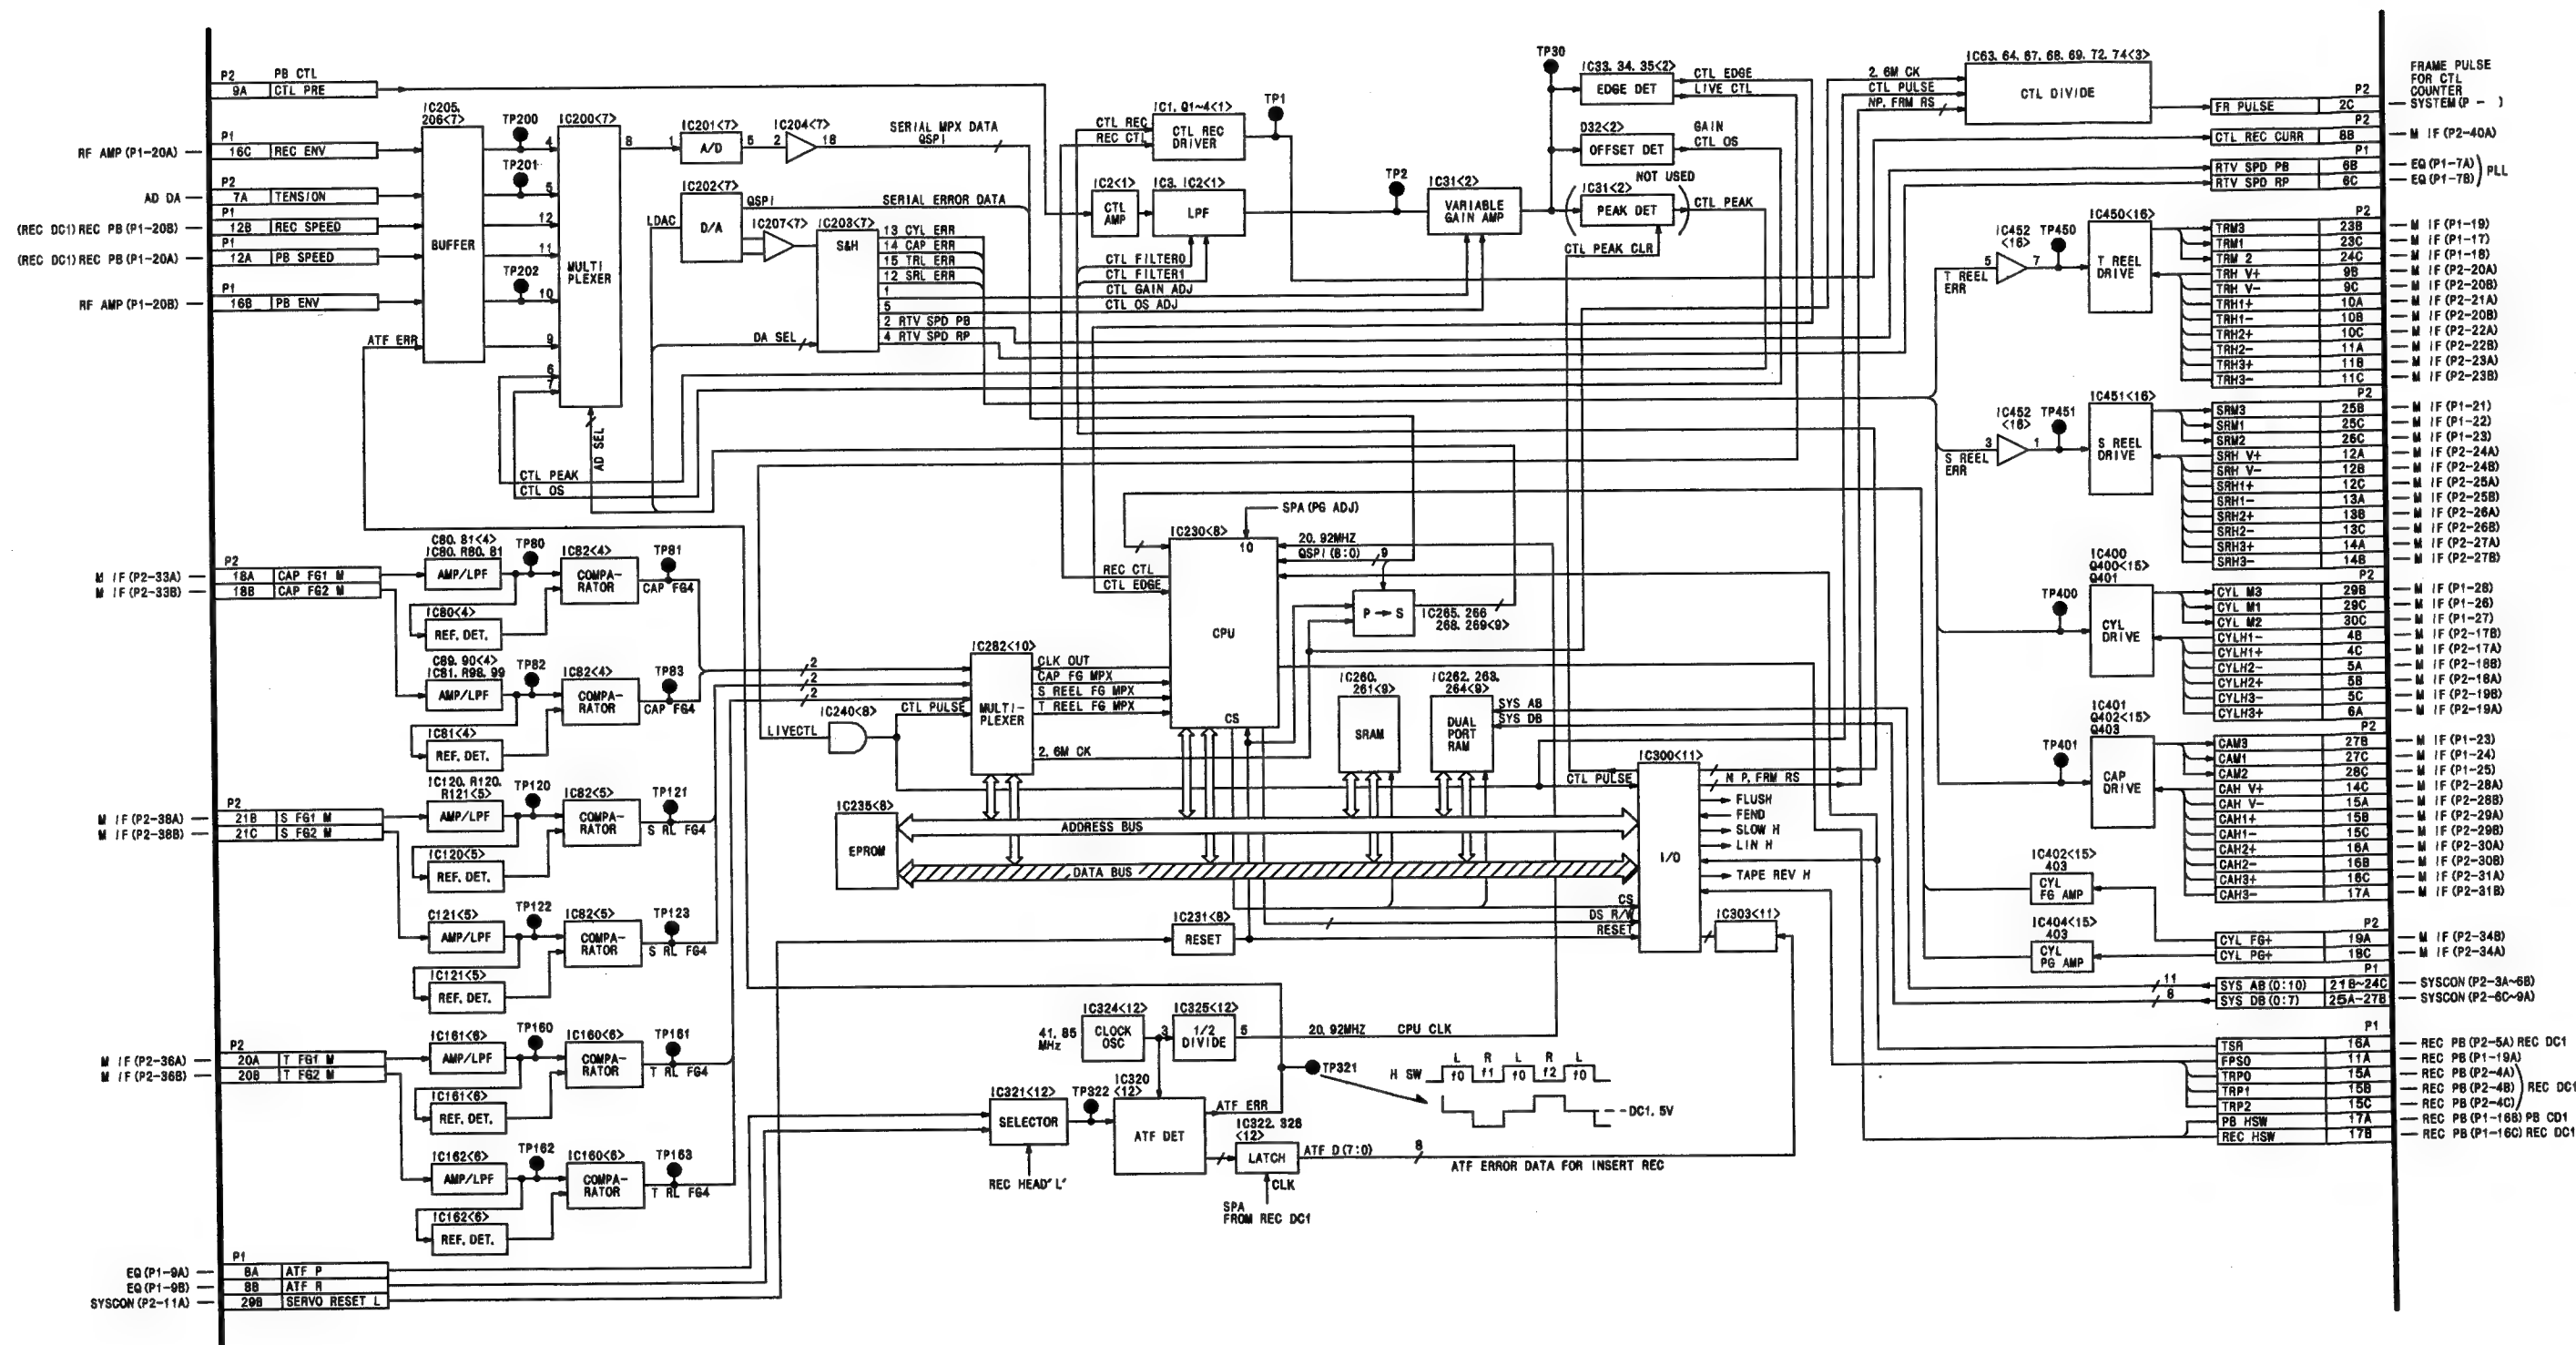 P2 PB CTL
9A CTL PRE
RF AMP (P1-20A)
P1
16C REC ENV
AD DA
P2
7A TENSION
(REC DC1) REC PB (P1-20B)
P1
12B REC SPEED
(REC DC1) REC PB (P1-20A)
P1
12A PB SPEED
RF AMP (P1-20B)
P1
16B PB ENV
IC205.
206<7>
BUFFER
ATF ERR
TP200
TP201
TP202
IC200<7>
MULTI
PLEXER
4
5
12
11
10
9
6
7
8
AD SEL
CTL PEAK
CTL OS
IC201<7>
1 A/D 5
IC204<7>
2 18
SERIAL MPX DATA
QSPI
IC202<7>
D/A
LDAC
QSPI
SERIAL ERROR DATA
IC207<7>
IC203<7>
S&H
DA SEL
13 CYL ERR
14 CAP ERR
15 TRL ERR
12 SRL ERR
1 CTL GAIN ADJ
5 CTL OS ADJ
2 RTV SPD PB
4 RTV SPD RP
IC1. Q1~4<1>
CTL REC
REC CTL
CTL REC
DRIVER
TP1
IC2<1>
CTL
AMP
IC3. IC2<1>
LPF
CTL FILTER0
CTL FILTER1
TP2
IC31<2>
VARIABLE
GAIN AMP
TP30
IC33. 34. 35<2>
EDGE DET
CTL EDGE
LIVE CTL
D32<2>
OFFSET DET
GAIN
CTL OS
NOT USED
IC31<2>
PEAK DET
CTL PEAK
CTL PEAK CLR
IC63. 64. 67. 68. 69. 72. 74<3>
2. 6M CK
CTL PULSE
NP. FRM RS
CTL DIVIDE
FRAME PULSE
FOR CTL
COUNTER
SYSTEM (P - )
P2
FR PULSE 2C
P2
CTL REC CURR 8B M IF (P2-40A)
P1
RTV SPD PB 6B EQ (P1-7A)
RTV SPD RP 6C EQ (P1-7B)
PLL
IC452
<16>
TP450
5 7
T REEL
ERR
IC450<16>
T REEL
DRIVE
P2
TRM3 23B M IF (P1-19)
TRM1 23C M IF (P1-17)
TRM 2 24C M IF (P1-18)
TRH V+ 9B M IF (P2-20A)
TRH V- 9C M IF (P2-20B)
TRH1+ 10A M IF (P2-21A)
TRH1- 10B M IF (P2-20B)
TRH2+ 10C M IF (P2-22A)
TRH2- 11A M IF (P2-22B)
TRH3+ 11B M IF (P2-23A)
TRH3- 11C M IF (P2-23B)
IC452
<16>
TP451
3 1
S REEL
ERR
IC451<16>
S REEL
DRIVE
P2
SRM3 25B M IF (P1-21)
SRM1 25C M IF (P1-22)
SRM2 26C M IF (P1-23)
SRH V+ 12A M IF (P2-24A)
SRH V- 12B M IF (P2-24B)
SRH1+ 12C M IF (P2-25A)
SRH1- 13A M IF (P2-25B)
SRH2+ 13B M IF (P2-26A)
SRH2- 13C M IF (P2-26B)
SRH3+ 14A M IF (P2-27A)
SRH3- 14B M IF (P2-27B)
TP400
IC400
Q400<15>
Q401
CYL
DRIVE
P2
CYL M3 29B M IF (P1-28)
CYL M1 29C M IF (P1-26)
CYL M2 30C M IF (P1-27)
CYLH1- 4B M IF (P2-17B)
CYLH1+ 4C M IF (P2-17A)
CYLH2- 5A M IF (P2-18B)
CYLH2+ 5B M IF (P2-18A)
CYLH3- 5C M IF (P2-19B)
CYLH3+ 6A M IF (P2-19A)
TP401
IC401
Q402<15>
Q403
CAP
DRIVE
P2
CAM3 27B M IF (P1-23)
CAM1 27C M IF (P1-24)
CAM2 28C M IF (P1-25)
CAH V+ 14C M IF (P2-28A)
CAH V- 15A M IF (P2-28B)
CAH1+ 15B M IF (P2-29A)
CAH1- 15C M IF (P2-29B)
CAH2+ 16A M IF (P2-30A)
CAH2- 16B M IF (P2-30B)
CAH3+ 16C M IF (P2-31A)
CAH3- 17A M IF (P2-31B)
IC402<15>
403
CYL
FG AMP
IC404<15>
403
CYL
PG AMP
P2
CYL FG+ 19A M IF (P2-34B)
CYL PG+ 18C M IF (P2-34A)
P1
11 SYS AB (0:10) 21B~24C SYSCON (P2-3A~6B)
8 SYS DB (0:7) 25A-27B SYSCON (P2-6C~9A)
P1
TSR 16A REC PB (P2-5A) REC DC1
FPS0 11A REC PB (P1-19A)
TRP0 15A REC PB (P2-4A)
TRP1 15B REC PB (P2-4B)
TRP2 15C REC PB (P2-4C)
REC DC1
PB HSW 17A REC PB (P1-16B) PB CD1
REC HSW 17B REC PB (P1-16C) REC DC1
M IF (P2-33A)
M IF (P2-33B)
P2
18A CAP FG1 M
18B CAP FG2 M
C80. 81<4>
IC80. R80. 81
AMP/LPF
TP80
IC82<4>
COMPA-
RATOR
TP81
CAP FG4
IC80<4>
REF. DET.
C89. 90<4>
IC81. R98. 99
AMP/LPF
TP82
IC82<4>
COMPA-
RATOR
TP83
CAP FG4
IC81<4>
REF. DET.
M IF (P2-38A)
M IF (P2-38B)
P2
21B S FG1 M
21C S FG2 M
IC120. R120.
R121<5>
AMP/LPF
TP120
IC82<5>
COMPA-
RATOR
TP121
S RL FG4
IC120<5>
REF. DET.
C121<5>
AMP/LPF
TP122
IC82<5>
COMPA-
RATOR
TP123
S RL FG4
IC121<5>
REF. DET.
M IF (P2-36A)
M IF (P2-36B)
P2
20A T FG1 M
20B T FG2 M
IC161<6>
AMP/LPF
TP160
IC160<6>
COMPA-
RATOR
TP161
T RL FG4
IC161<6>
REF. DET.
IC162<6>
AMP/LPF
TP162
IC160<6>
COMPA-
RATOR
TP163
T RL FG4
IC162<6>
REF. DET.
P1
EQ (P1-9A) 8A ATF P
EQ (P1-9B) 8B ATF R
SYSCON (P2-11A) 29B SERVO RESET L
2
2
2
IC240<8>
LIVECTL
CTL PULSE
IC282<10>
MULTI-
PLEXER
CLK OUT
CAP FG MPX
S REEL FG MPX
T REEL FG MPX
2. 6M CK
SPA (PG ADJ)
IC230<8>
10
CPU
CS
REC CTL
CTL EDGE
20. 92MHZ
QSPI (8:0) 9
P → S
IC265. 266
268. 269<9>
IC260.
261<9>
SRAM
IC262. 263.
264<9>
DUAL
PORT
RAM
SYS AB
SYS DB
IC235<8>
EPROM
ADDRESS BUS
DATA BUS
IC300<11>
I/O
CTL PULSE
N P. FRM RS
FLUSH
FEND
SLOW H
LIN H
TAPE REV H
CS
DS R/W
RESET
IC303<11>
IC231<8>
RESET
41. 85
MHz
IC324<12>
CLOCK
OSC
3
IC325<12>
1/2
DIVIDE
5 20. 92MHZ CPU CLK
IC321<12>
SELECTOR
REC HEAD'L'
TP322
IC320
<12>
ATF DET
ATF ERR
TP321
H SW
L R L R L
f0 f1 f0 f2 f0
DC1. 5V
IC322. 328
<12>
LATCH
CLK
SPA
FROM REC DC1
ATF D (7:0) 8
ATF ERROR DATA FOR INSERT REC